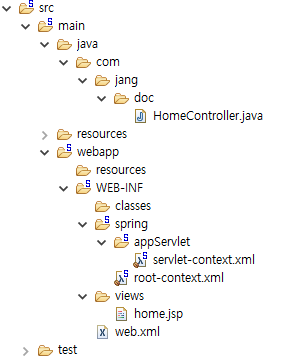 src
main
java
com
jang
doc
HomeController.java
resources
webapp
resources
WEB-INF
classes
spring
appServlet
servlet-context.xml
root-context.xml
views
home.jsp
web.xml
test